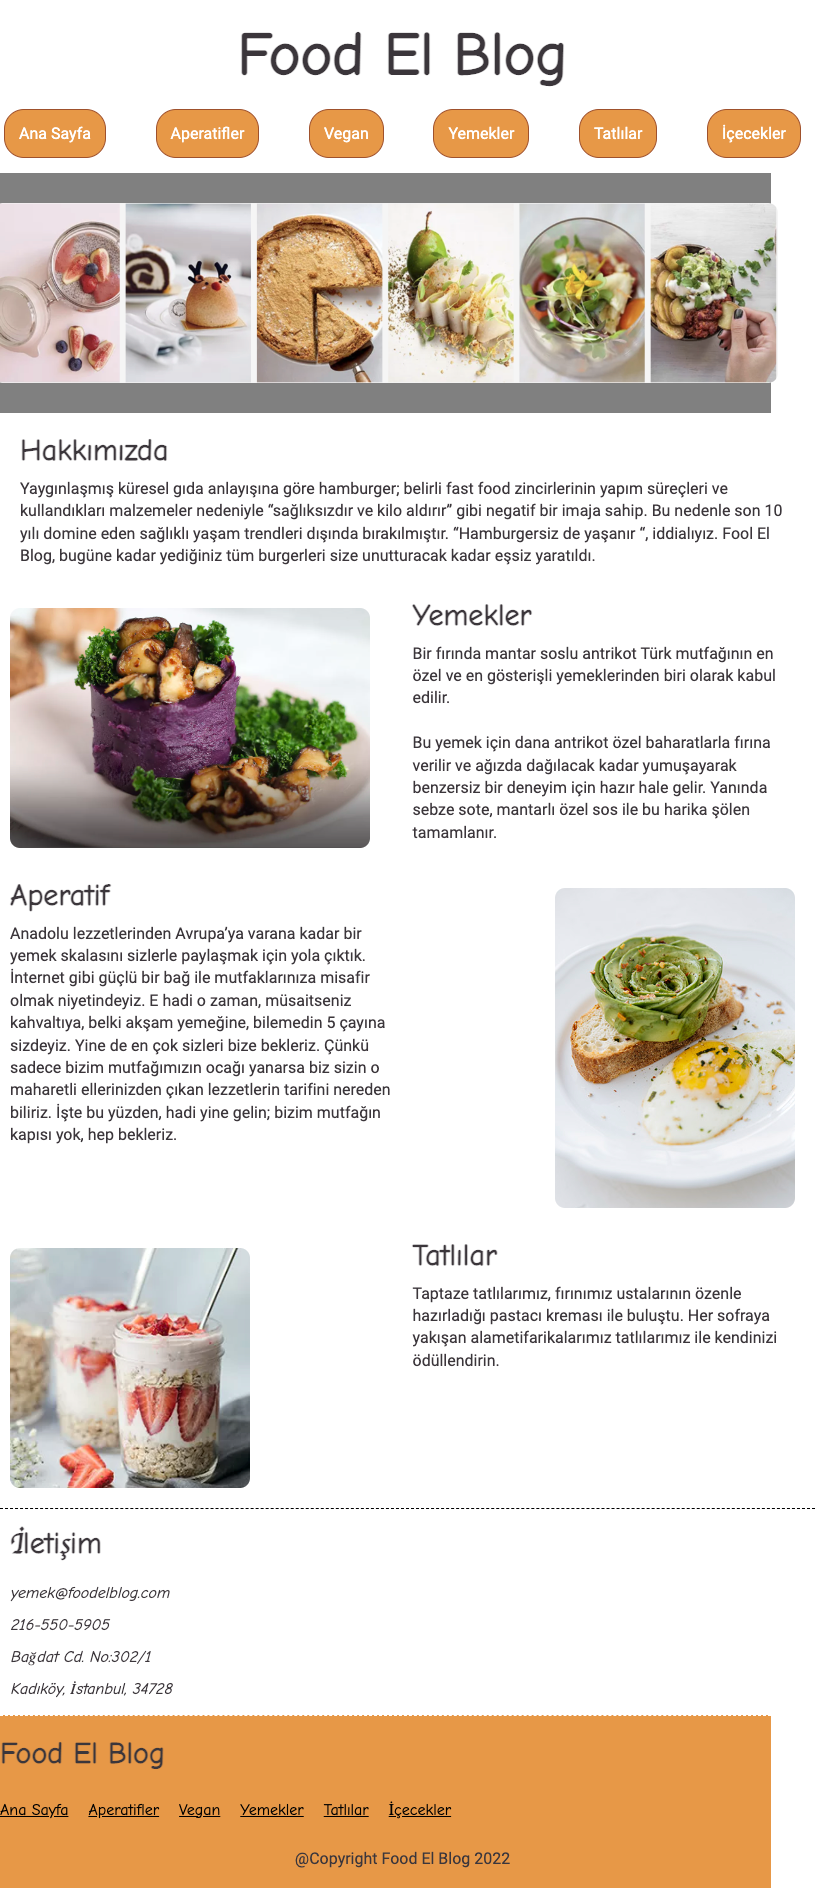 Food El Blog
Ana Sayfa
Aperatifler
Vegan
Yemekler
Tatlılar
İçecekler
Hakkımızda
Yaygınlaşmış küresel gıda anlayışına göre hamburger; belirli fast food zincirlerinin yapım süreçleri ve
kullandıkları malzemeler nedeniyle “sağlıksızdır ve kilo aldırır” gibi negatif bir imaja sahip. Bu nedenle son 10
yılı domine eden sağlıklı yaşam trendleri dışında bırakılmıştır. “Hamburgersiz de yaşanır “, iddialıyız. Fool El
Blog, bugüne kadar yediğiniz tüm burgerleri size unutturacak kadar eşsiz yaratıldı.
Yemekler
Bir fırında mantar soslu antrikot Türk mutfağının en
özel ve en gösterişli yemeklerinden biri olarak kabul
edilir.
Bu yemek için dana antrikot özel baharatlarla fırına
verilir ve ağızda dağılacak kadar yumuşayarak
benzersiz bir deneyim için hazır hale gelir. Yanında
sebze sote, mantarlı özel sos ile bu harika şölen
tamamlanır.
Aperatif
Anadolu lezzetlerinden Avrupa’ya varana kadar bir
yemek skalasını sizlerle paylaşmak için yola çıktık.
İnternet gibi güçlü bir bağ ile mutfaklarınıza misafir
olmak niyetindeyiz. E hadi o zaman, müsaitseniz
kahvaltıya, belki akşam yemeğine, bilemedin 5 çayına
sizdeyiz. Yine de en çok sizleri bize bekleriz. Çünkü
sadece bizim mutfağımızın ocağı yanarsa biz sizin o
maharetli ellerinizden çıkan lezzetlerin tarifini nereden
biliriz. İşte bu yüzden, hadi yine gelin; bizim mutfağın
kapısı yok, hep bekleriz.
Tatlılar
Taptaze tatlılarımız, fırınımız ustalarının özenle
hazırladığı pastacı kreması ile buluştu. Her sofraya
yakışan alametifarikalarımız tatlılarımız ile kendinizi
ödüllendirin.
İletişim
yemek@foodelblog.com
216-550-5905
Bağdat Cd. No:302/1
Kadıköy, İstanbul, 34728
Food El Blog
Ana Sayfa Aperatifler Vegan Yemekler Tatlılar İçecekler
@Copyright Food El Blog 2022